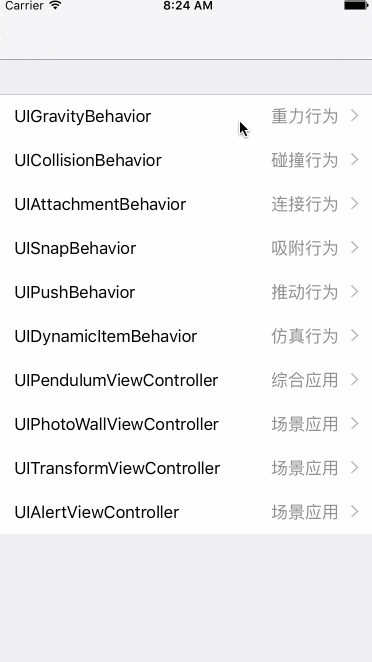 Carrier 8:24 AM
UIGravityBehavior 重力行为
UICollisionBehavior 碰撞行为
UIAttachmentBehavior 连接行为
UISnapBehavior 吸附行为
UIPushBehavior 推动行为
UIDynamicItemBehavior 仿真行为
UIPendulumViewController 综合应用
UIPhotoWallViewController 场景应用
UITransformViewController 场景应用
UIAlertViewController 场景应用